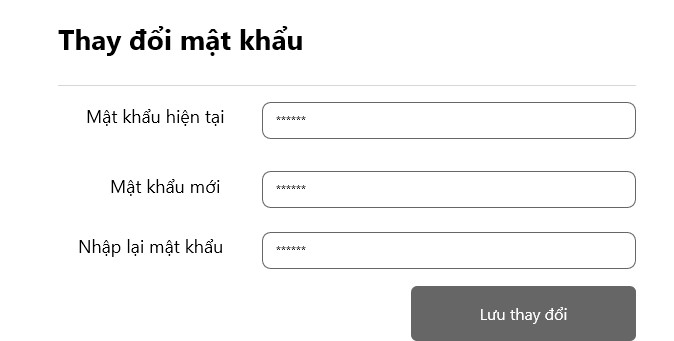 Thay đổi mật khẩu
Mật khẩu hiện tại ******
Mật khẩu mới ******
Nhập lại mật khẩu ******
Lưu thay đổi